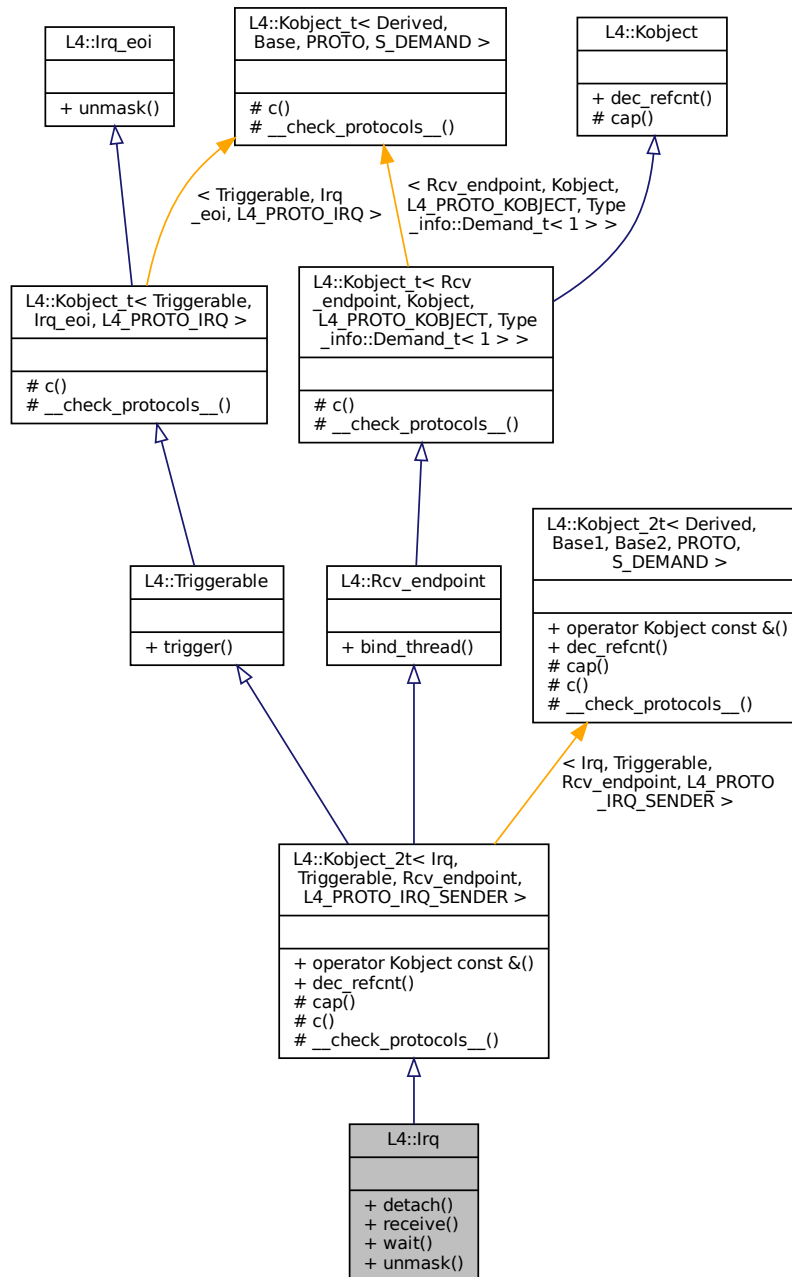 L4::Irq_eoi
+ unmask()
L4::Kobject_t< Derived,
Base, PROTO, S_DEMAND >
# c()
# __check_protocols__()
L4::Kobject
+ dec_refcnt()
# cap()
< Triggerable, Irq
_eoi, L4_PROTO_IRQ >
< Rcv_endpoint, Kobject,
L4_PROTO_KOBJECT, Type
_info::Demand_t< 1 > >
L4::Kobject_t< Triggerable,
Irq_eoi, L4_PROTO_IRQ >
# c()
# __check_protocols__()
L4::Kobject_t< Rcv
_endpoint, Kobject,
L4_PROTO_KOBJECT, Type
_info::Demand_t< 1 > >
# c()
# __check_protocols__()
L4::Kobject_2t< Derived,
Base1, Base2, PROTO,
S_DEMAND >
+ operator Kobject const &()
+ dec_refcnt()
# cap()
# c()
# __check_protocols__()
L4::Triggerable
+ trigger()
L4::Rcv_endpoint
+ bind_thread()
< Irq, Triggerable,
Rcv_endpoint, L4_PROTO
_IRQ_SENDER >
L4::Kobject_2t< Irq,
Triggerable, Rcv_endpoint,
L4_PROTO_IRQ_SENDER >
+ operator Kobject const &()
+ dec_refcnt()
# cap()
# c()
# __check_protocols__()
L4::Irq
+ detach()
+ receive()
+ wait()
+ unmask()